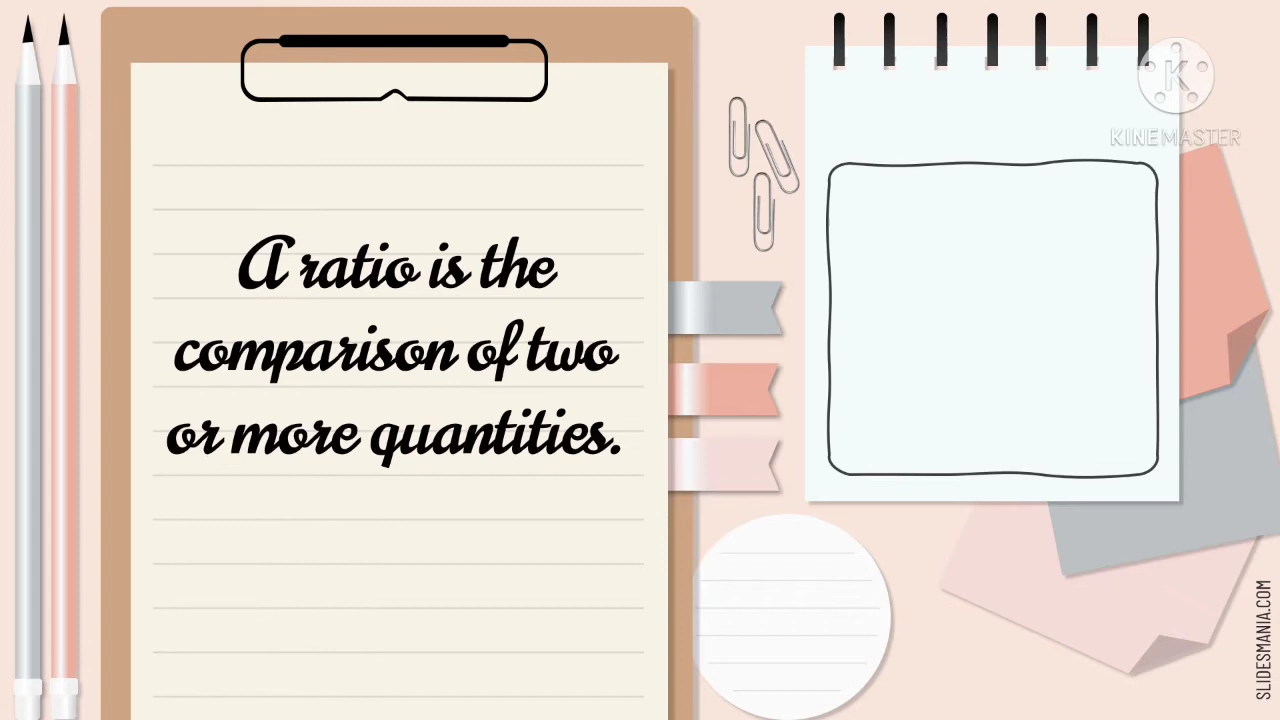 A ratio is the
comparison of two
or more quantities.
K
KINEMASTER
SLIDESMANIA.COM